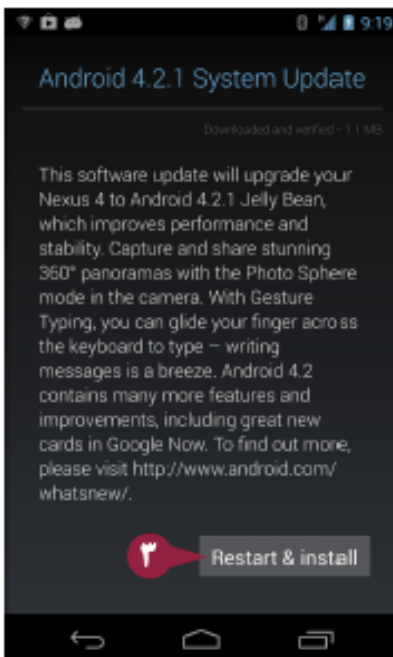 9:19
Android 4.2.1 System Update
Downloaded and verified - 1.1 MB
This software update will upgrade your
Nexus 4 to Android 4.2.1 Jelly Bean,
which improves performance and
stability. Capture and share stunning
360° panoramas with the Photo Sphere
mode in the camera. With Gesture
Typing, you can glide your finger across
the keyboard to type – writing
messages is a breeze. Android 4.2
contains many more features and
improvements, including great new
cards in Google Now. To find out more,
please visit http://www.android.com/
whatsnew/.
۳ Restart & install